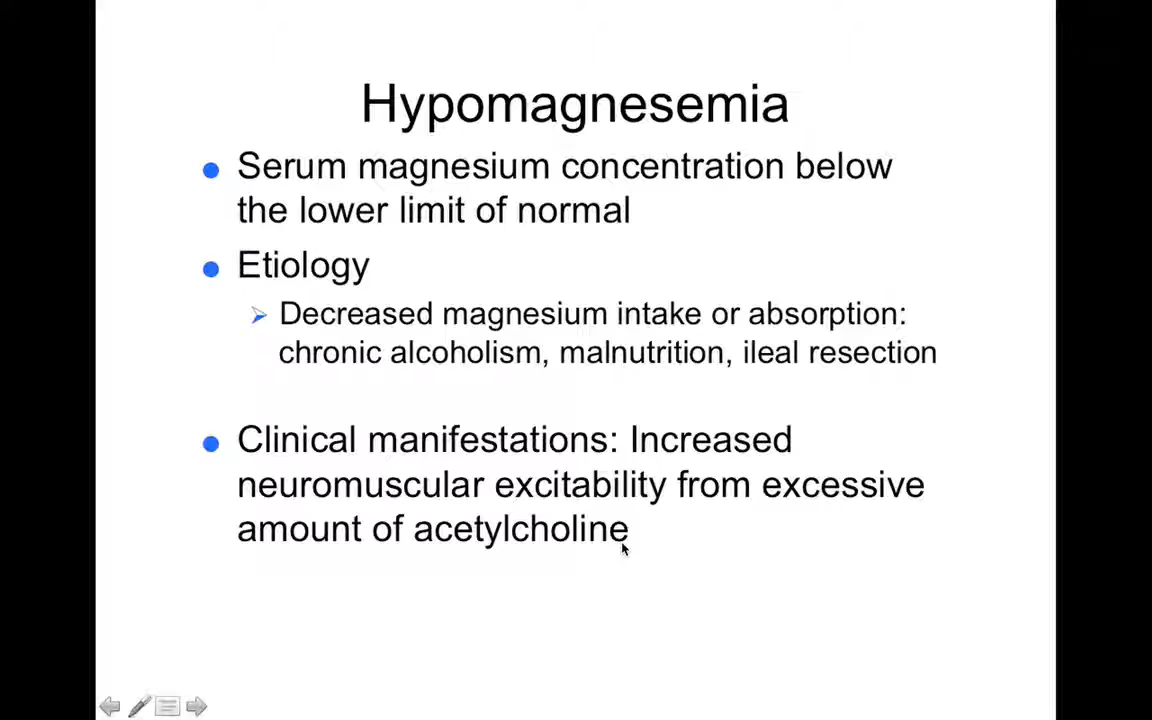 Hypomagnesemia
Serum magnesium concentration below
the lower limit of normal
Etiology
Decreased magnesium intake or absorption:
chronic alcoholism, malnutrition, ileal resection
Clinical manifestations: Increased
neuromuscular excitability from excessive
amount of acetylcholine